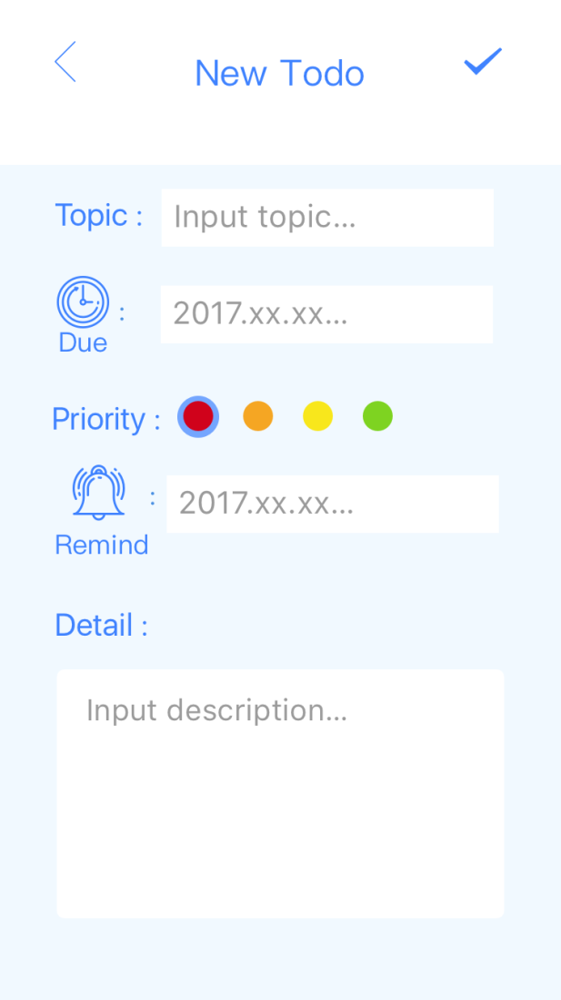 New Todo
Topic :
Input topic...
Due :
2017.xx.xx...
Priority :
Remind :
2017.xx.xx...
Detail :
Input description...